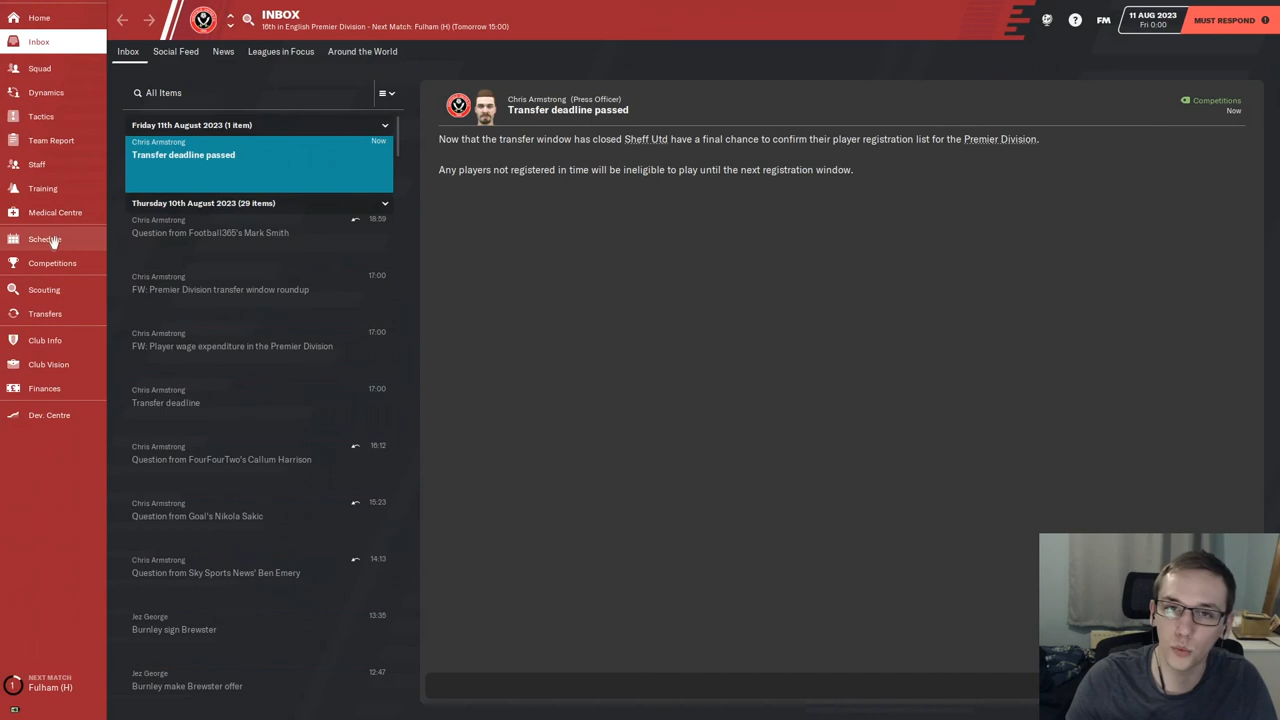 Home
Inbox
Squad
Dynamics
Tactics
Team Report
Staff
Training
Medical Centre
Schedule
Competitions
Scouting
Transfers
Club Info
Club Vision
Finances
Dev. Centre
NEXT MATCH
1 Fulham (H)
INBOX
16th in English Premier Division - Next Match: Fulham (H) (Tomorrow 15:00)
FM
11 AUG 2023
Fri 0:00
MUST RESPOND
Inbox Social Feed News Leagues in Focus Around the World
All Items
Friday 11th August 2023 (1 item)
Chris Armstrong Now
Transfer deadline passed
Thursday 10th August 2023 (29 items)
Chris Armstrong 18:59
Question from Football365's Mark Smith
Chris Armstrong 17:00
FW: Premier Division transfer window roundup
Chris Armstrong 17:00
FW: Player wage expenditure in the Premier Division
Chris Armstrong 17:00
Transfer deadline
Chris Armstrong 16:12
Question from FourFourTwo's Callum Harrison
Chris Armstrong 15:23
Question from Goal's Nikola Sakic
Chris Armstrong 14:13
Question from Sky Sports News' Ben Emery
Jez George 13:35
Burnley sign Brewster
Jez George 12:47
Burnley make Brewster offer
Chris Armstrong (Press Officer)
Transfer deadline passed
Competitions
Now
Now that the transfer window has closed Sheff Utd have a final chance to confirm their player registration list for the Premier Division.
Any players not registered in time will be ineligible to play until the next registration window.